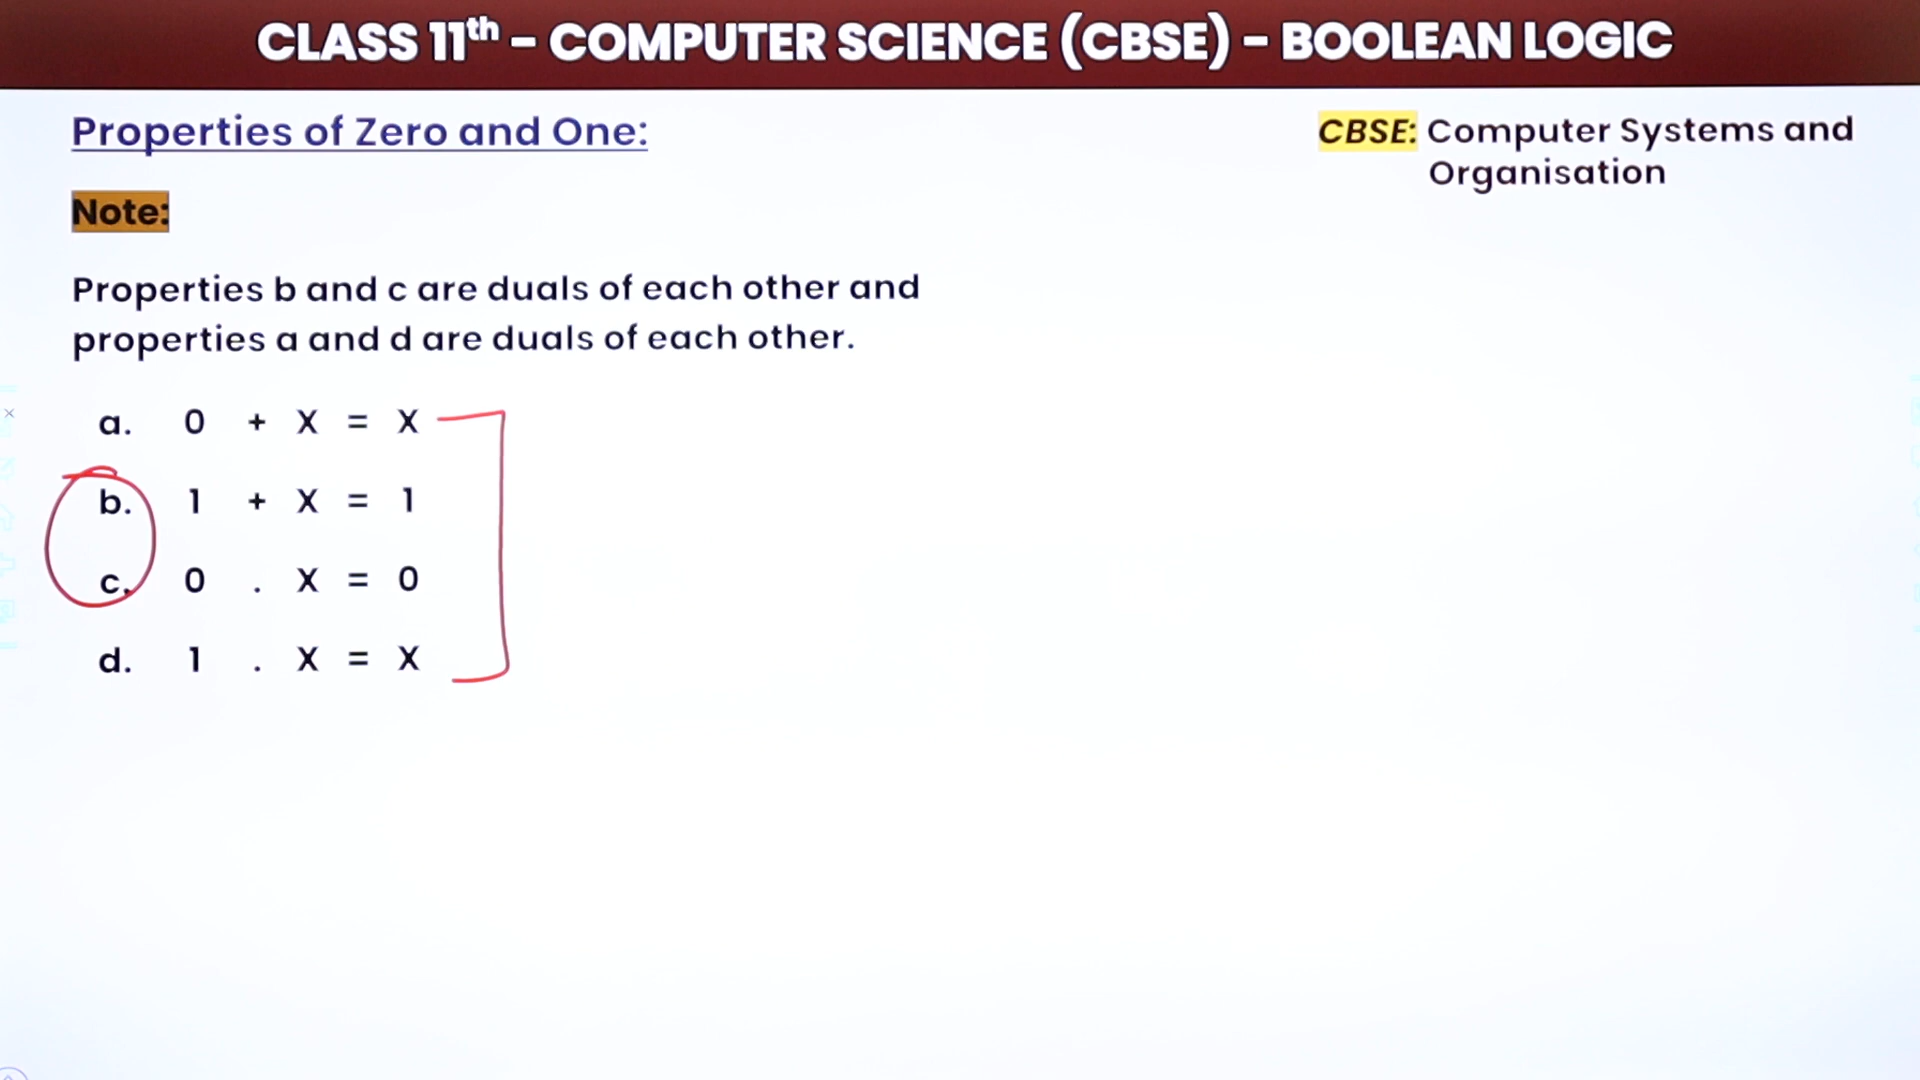 CLASS 11th - COMPUTER SCIENCE (CBSE) - BOOLEAN LOGIC
Properties of Zero and One:
CBSE: Computer Systems and
Organisation
Note:
Properties b and c are duals of each other and
properties a and d are duals of each other.
a. 0 + X = X
b. 1 + X = 1
c. 0 . X = 0
d. 1 . X = X